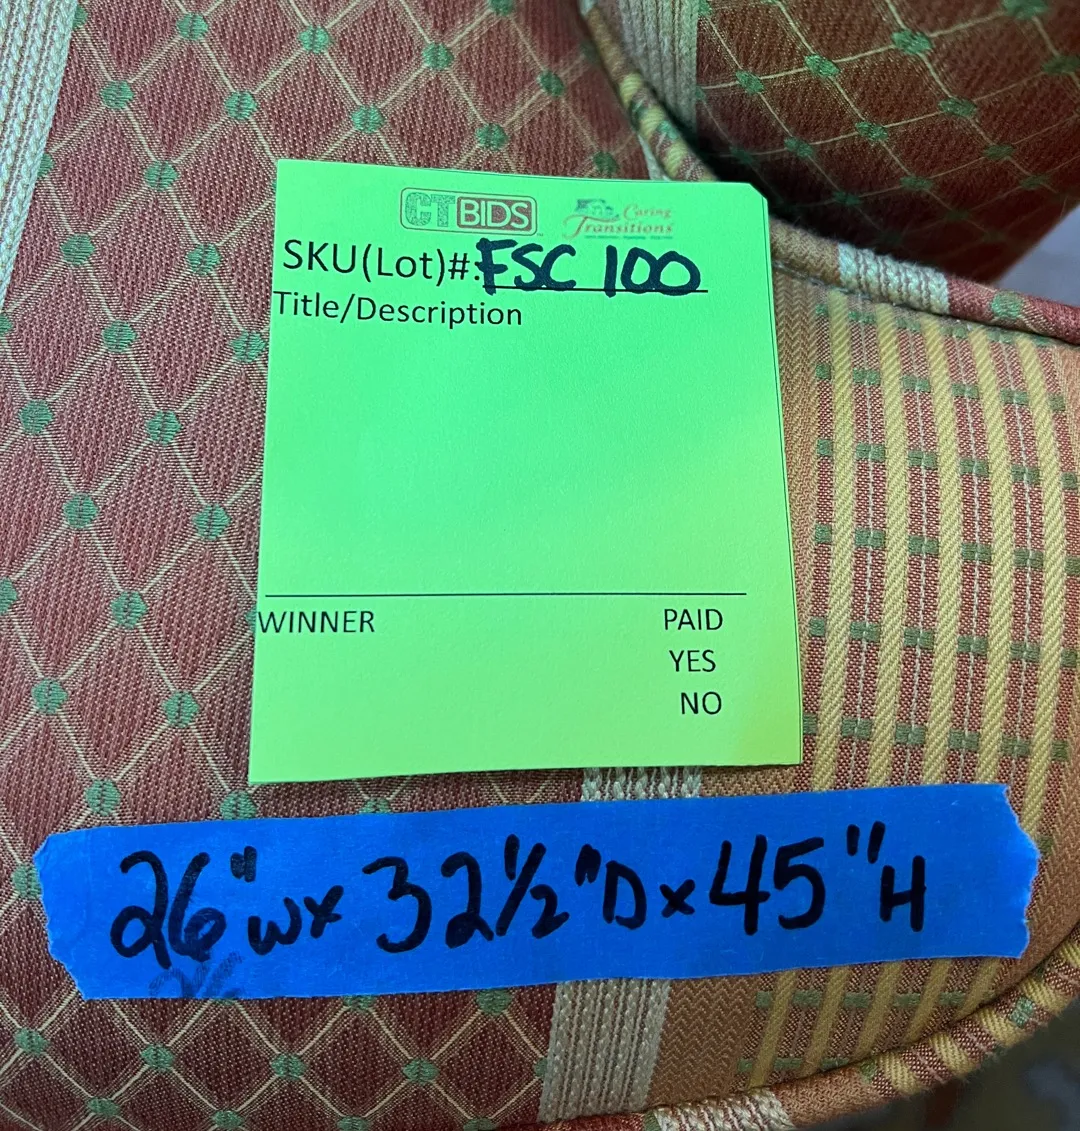 CTBIDS Caring Transitions
SKU(Lot)#:FSC 100
Title/Description
WINNER PAID
YES
NO
26"W x 32½"D x 45"H